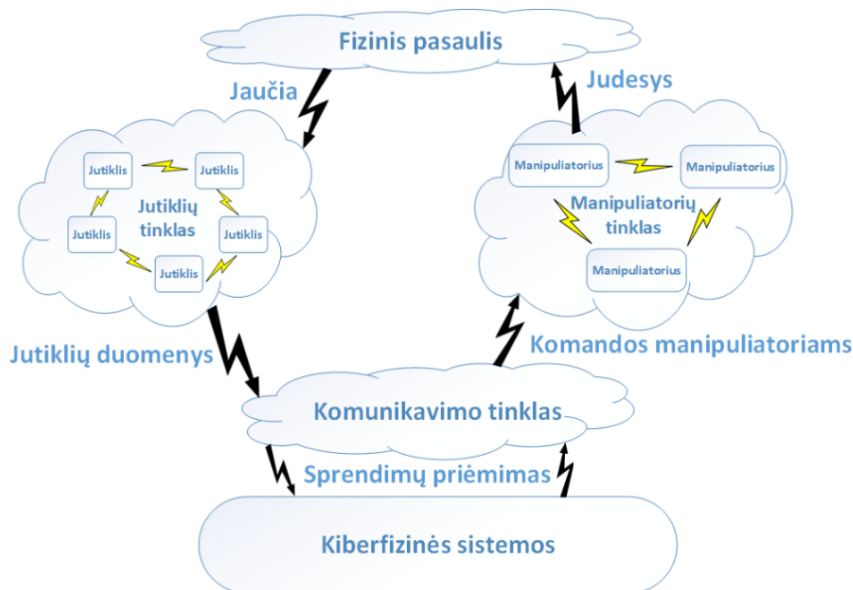 Fizinis pasaulis
Jaučia
Judesys
Jutiklis
Jutiklis
Jutiklių
tinklas
Jutiklis
Jutiklis
Jutiklis
Manipuliatorius
Manipuliatorius
Manipuliatorių
tinklas
Manipuliatorius
Jutiklių duomenys
Komandos manipuliatoriams
Komunikavimo tinklas
Sprendimų priėmimas
Kiberfizinės sistemos